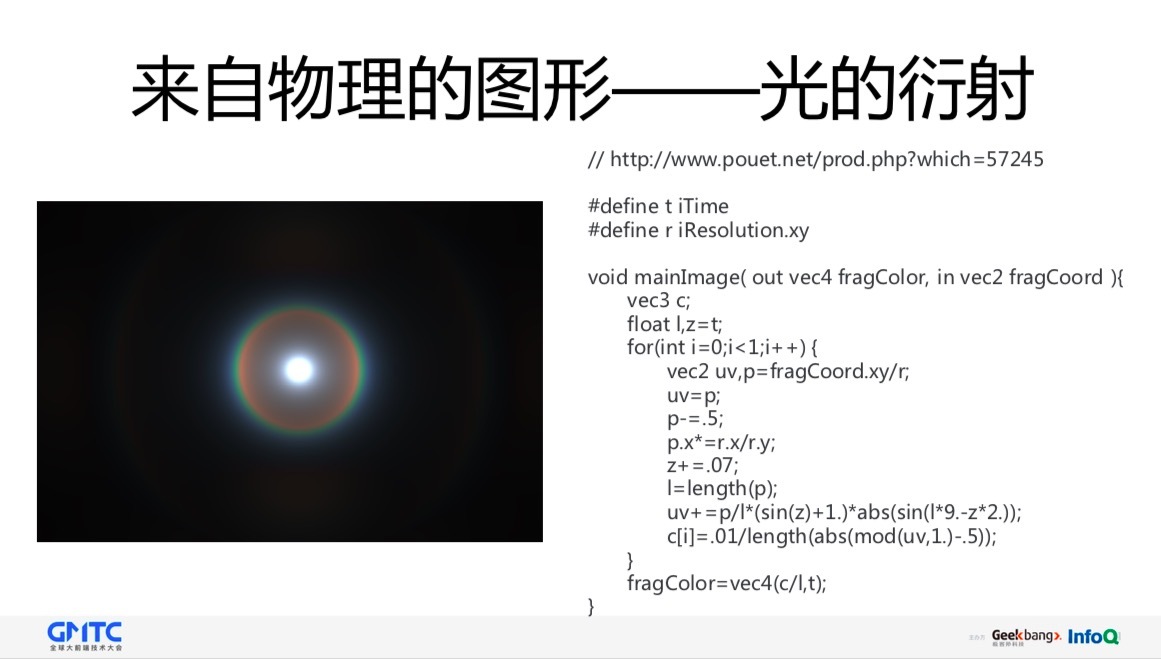 来自物理的图形——光的衍射
// http://www.pouet.net/prod.php?which=57245
#define t iTime
#define r iResolution.xy
void mainImage( out vec4 fragColor, in vec2 fragCoord ){
vec3 c;
float l,z=t;
for(int i=0;i<1;i++) {
vec2 uv,p=fragCoord.xy/r;
uv=p;
p-=.5;
p.x*=r.x/r.y;
z+=.07;
l=length(p);
uv+=p/l*(sin(z)+1.)*abs(sin(l*9.-z*2.));
c[i]=.01/length(abs(mod(uv,1.)-.5));
}
fragColor=vec4(c/l,t);
}
GMTC
全球大前端技术大会
主办方
Geekbang>.
极客邦科技
InfoQ